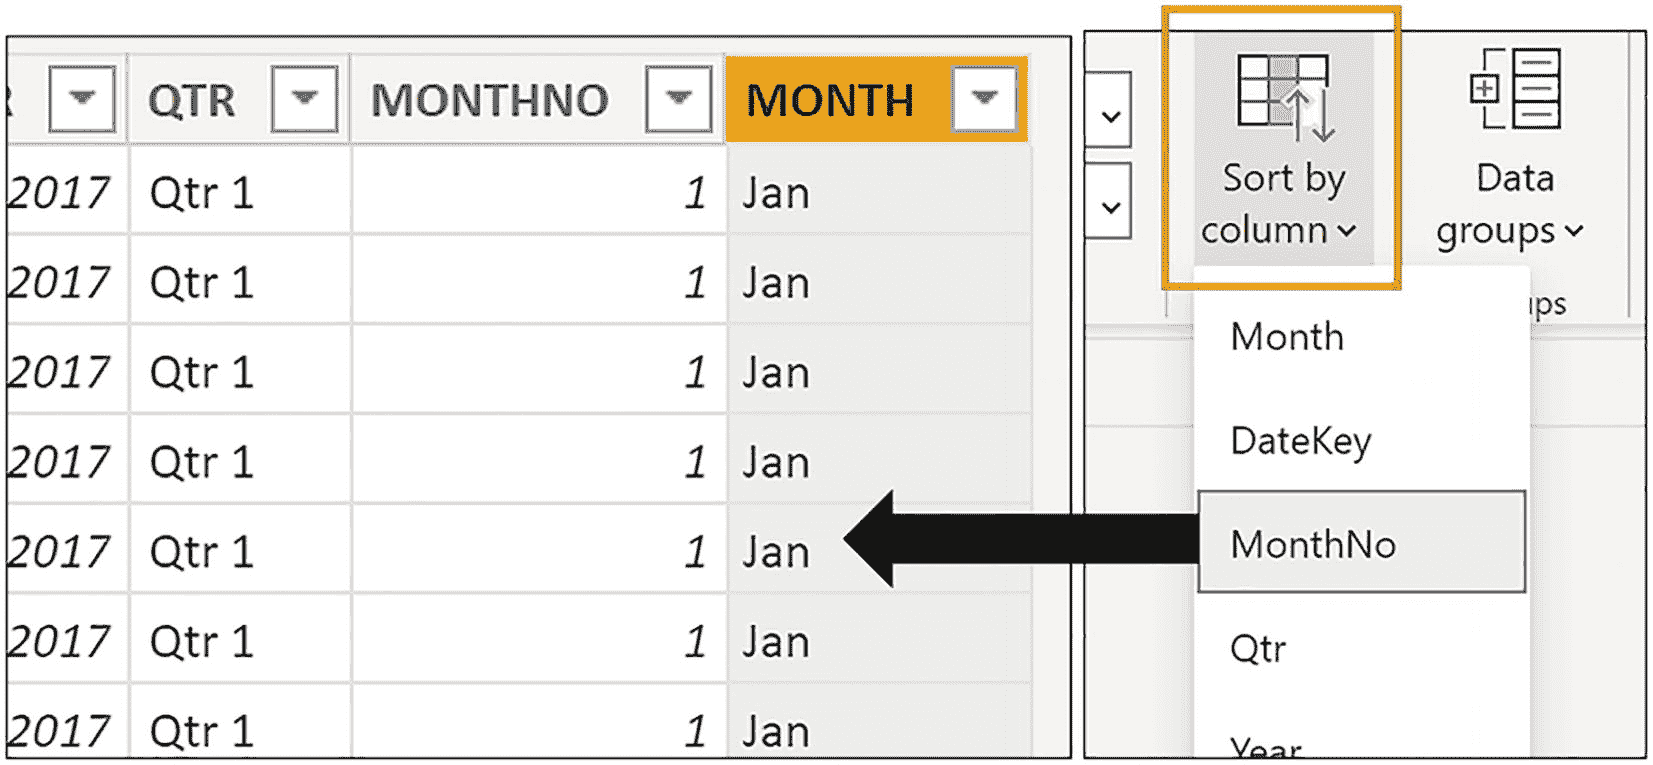 R QTR MONTHNO MONTH
2017 Qtr 1 1 Jan
2017 Qtr 1 1 Jan
2017 Qtr 1 1 Jan
2017 Qtr 1 1 Jan
2017 Qtr 1 1 Jan
2017 Qtr 1 1 Jan
2017 Qtr 1 1 Jan
Sort by
column
Data
groups
ups
Month
DateKey
MonthNo
Qtr
Year